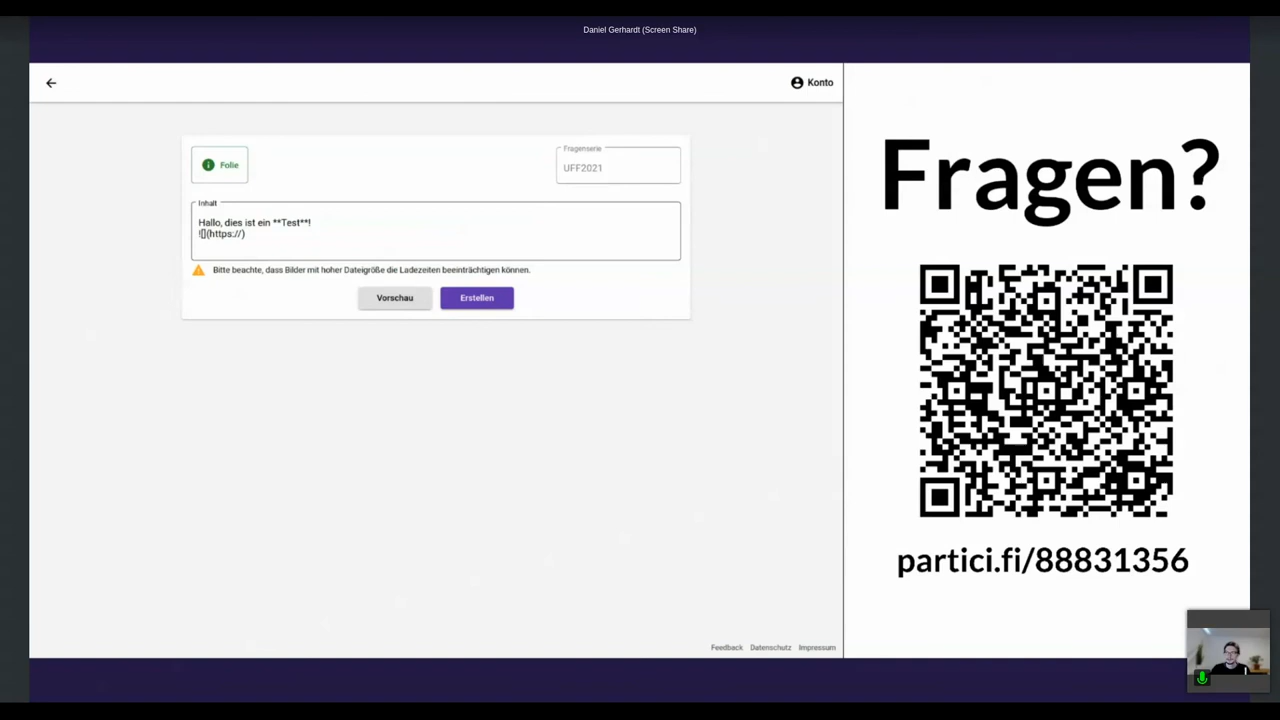 Daniel Gerhardt (Screen Share)
Konto
Folie
Fragenserie
UFF2021
Inhalt
Hallo, dies ist ein **Test**!
![](https://)
Bitte beachte, dass Bilder mit hoher Dateigröße die Ladezeiten beeinträchtigen können.
Vorschau
Erstellen
Feedback Datenschutz Impressum
Fragen?
partici.fi/88831356